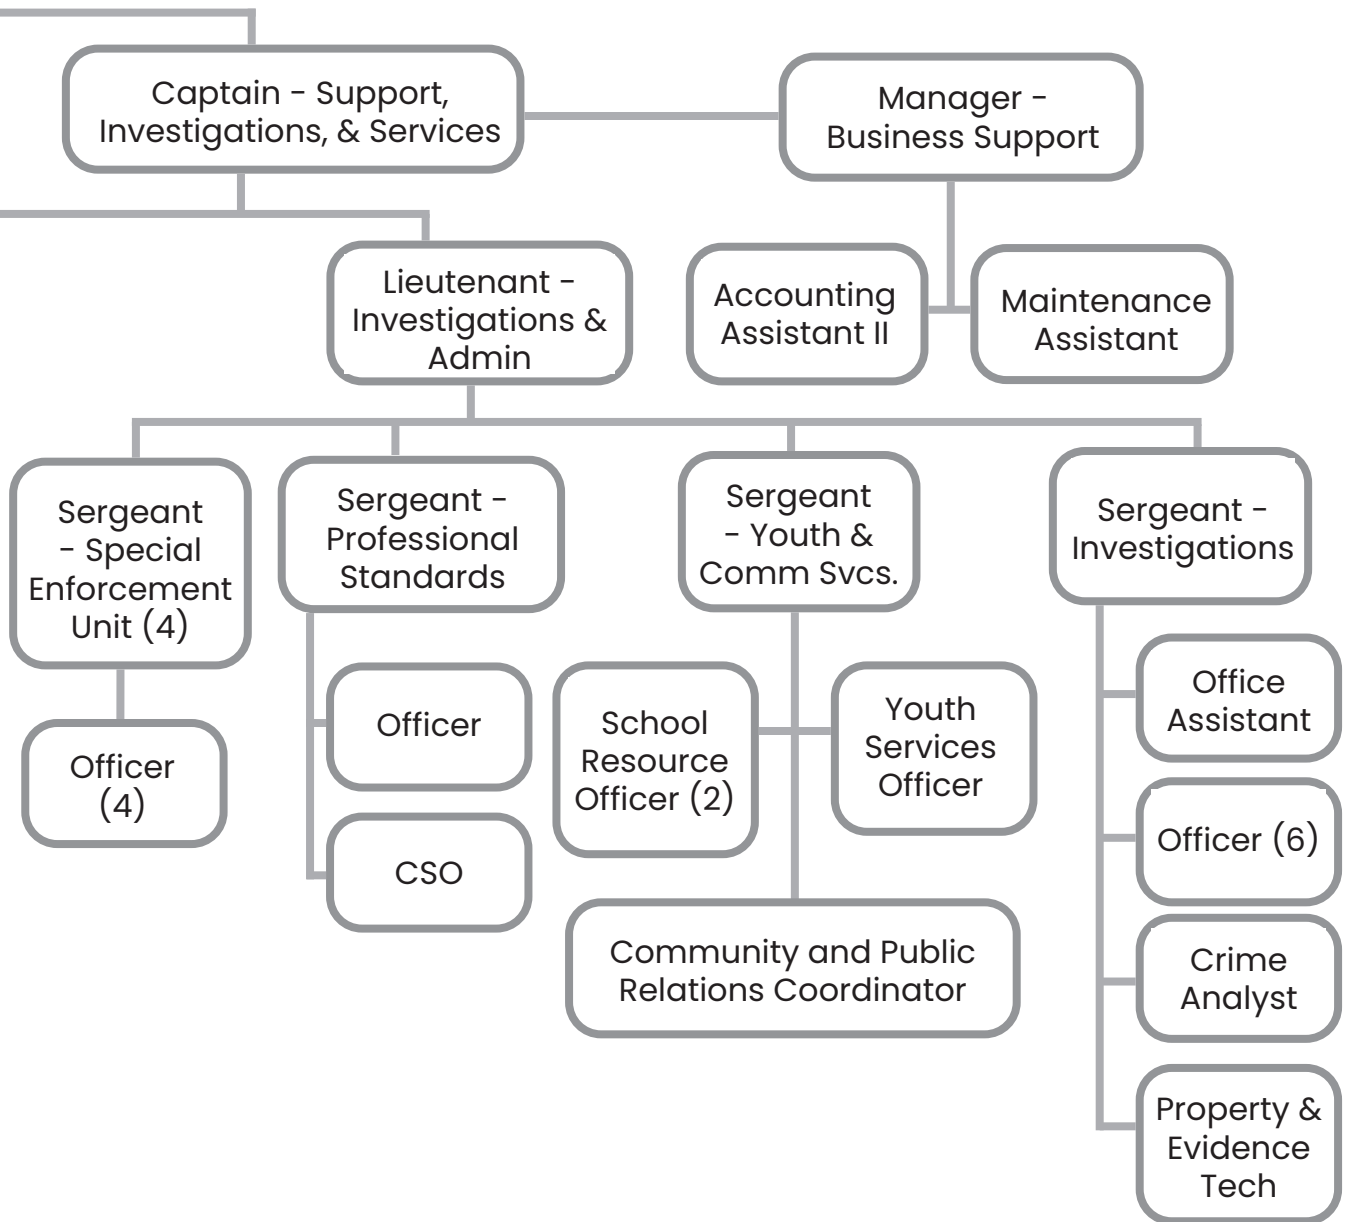 Captain - Support,
Investigations, & Services
Manager -
Business Support
Lieutenant -
Investigations &
Admin
Accounting
Assistant II
Maintenance
Assistant
Sergeant
- Special
Enforcement
Unit (4)
Sergeant -
Professional
Standards
Sergeant
- Youth &
Comm Svcs.
Sergeant -
Investigations
Officer
(4)
Officer
CSO
School
Resource
Officer (2)
Youth
Services
Officer
Community and Public
Relations Coordinator
Office
Assistant
Officer (6)
Crime
Analyst
Property &
Evidence
Tech